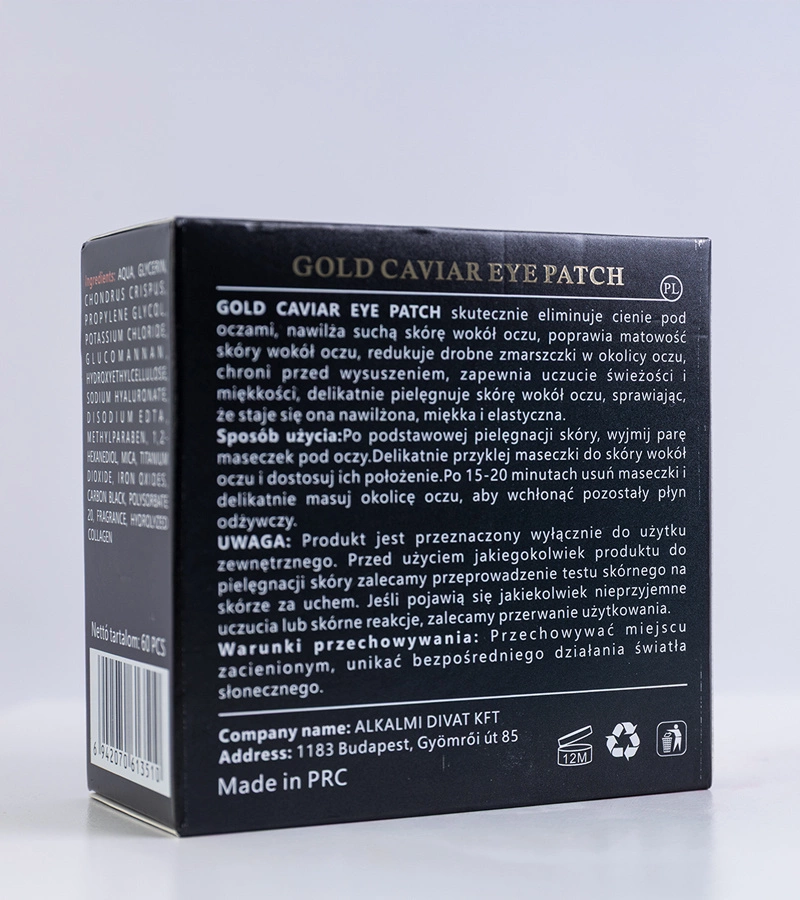 Ingredients: AQUA, GLYCERIN,
CHONDRUS CRISPUS,
PROPYLENE GLYCOL,
POTASSIUM CHLORIDE,
GLUCOMANNAN,
HYDROXYETHYLCELLULOSE,
SODIUM HYALURONATE,
DISODIUM EDTA,
METHYLPARABEN, 1,2-
HEXANEDIOL, MICA, TITANIUM
DIOXIDE, IRON OXIDES,
CARBON BLACK, POLYSORBATE
20, FRAGRANCE, HYDROLYZED
COLLAGEN
Nettó tartalom: 60 PCS
6 942070 613510
GOLD CAVIAR EYE PATCH
PL
GOLD CAVIAR EYE PATCH skutecznie eliminuje cienie pod
oczami, nawilża suchą skórę wokół oczu, poprawia matowość
skóry wokół oczu, redukuje drobne zmarszczki w okolicy oczu,
chroni przed wysuszeniem, zapewnia uczucie świeżości i
miękkości, delikatnie pielęgnuje skórę wokół oczu, sprawiając,
że staje się ona nawilżona, miękka i elastyczna.
Sposób użycia:Po podstawowej pielęgnacji skóry, wyjmij parę
maseczek pod oczy.Delikatnie przyklej maseczki do skóry wokół
oczu i dostosuj ich położenie.Po 15-20 minutach usuń maseczki i
delikatnie masuj okolicę oczu, aby wchłonąć pozostały płyn
odżywczy.
UWAGA: Produkt jest przeznaczony wyłącznie do użytku
zewnętrznego. Przed użyciem jakiegokolwiek produktu do
pielęgnacji skóry zalecamy przeprowadzenie testu skórnego na
skórze za uchem. Jeśli pojawią się jakiekolwiek nieprzyjemne
uczucia lub skórne reakcje, zalecamy przerwanie użytkowania.
Warunki przechowywania: Przechowywać miejscu
zacienionym, unikać bezpośredniego działania światła
słonecznego.
Company name: ALKALMI DIVAT KFT
Address: 1183 Budapest, Gyömrői út 85
Made in PRC
12M